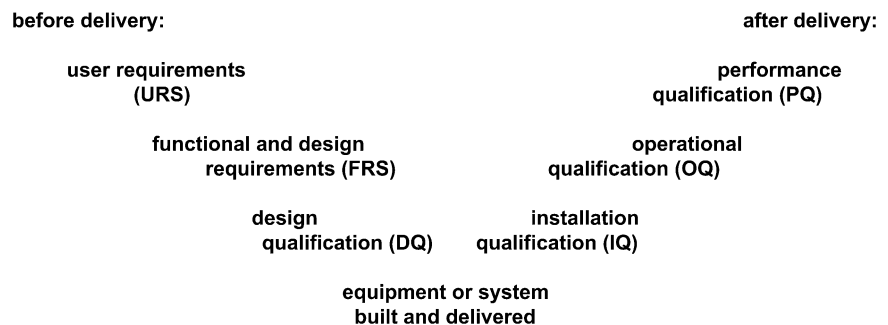 before delivery:
after delivery:
user requirements
(URS)
performance
qualification (PQ)
functional and design
requirements (FRS)
operational
qualification (OQ)
design
qualification (DQ)
installation
qualification (IQ)
equipment or system
built and delivered